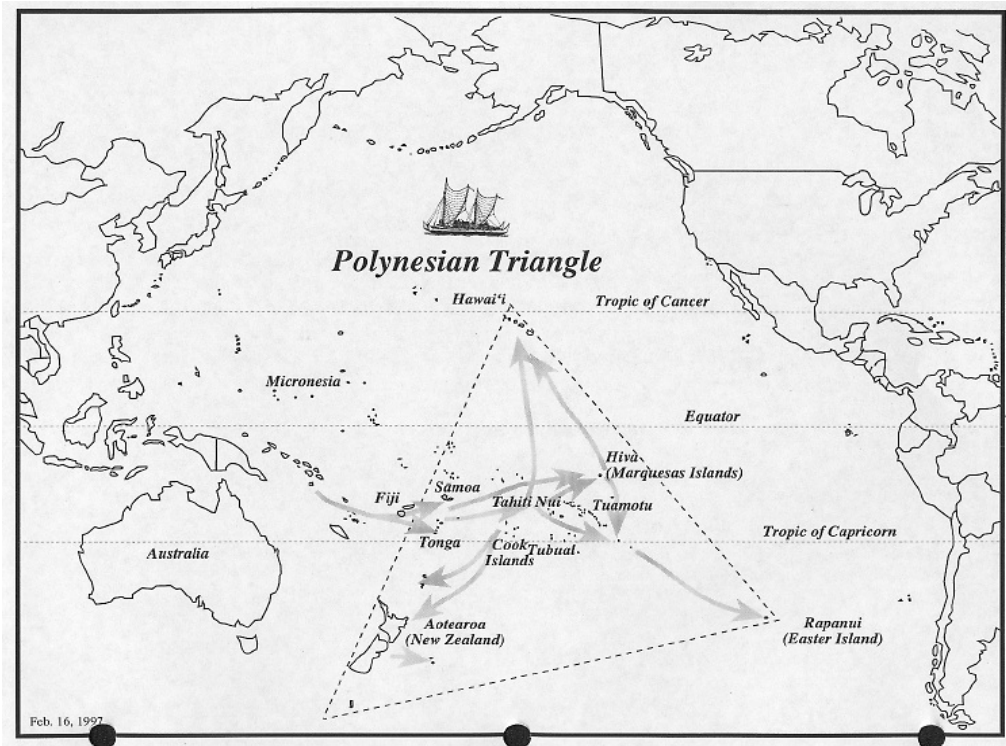 Polynesian Triangle
Hawai‘i
Tropic of Cancer
Micronesia
Equator
Hiva
(Marquesas Islands)
Samoa
Fiji
Tahiti Nui
Tuamotu
Tropic of Capricorn
Tonga
Cook
Islands
Tubual
Australia
Aotearoa
(New Zealand)
Rapanui
(Easter Island)
Feb. 16, 1997